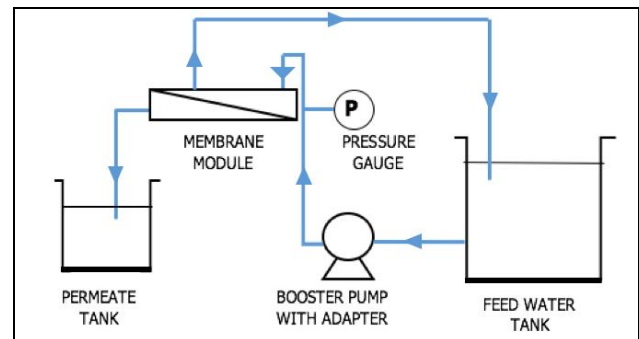 P
MEMBRANE
MODULE
PRESSURE
GAUGE
PERMEATE
TANK
BOOSTER PUMP
WITH ADAPTER
FEED WATER
TANK